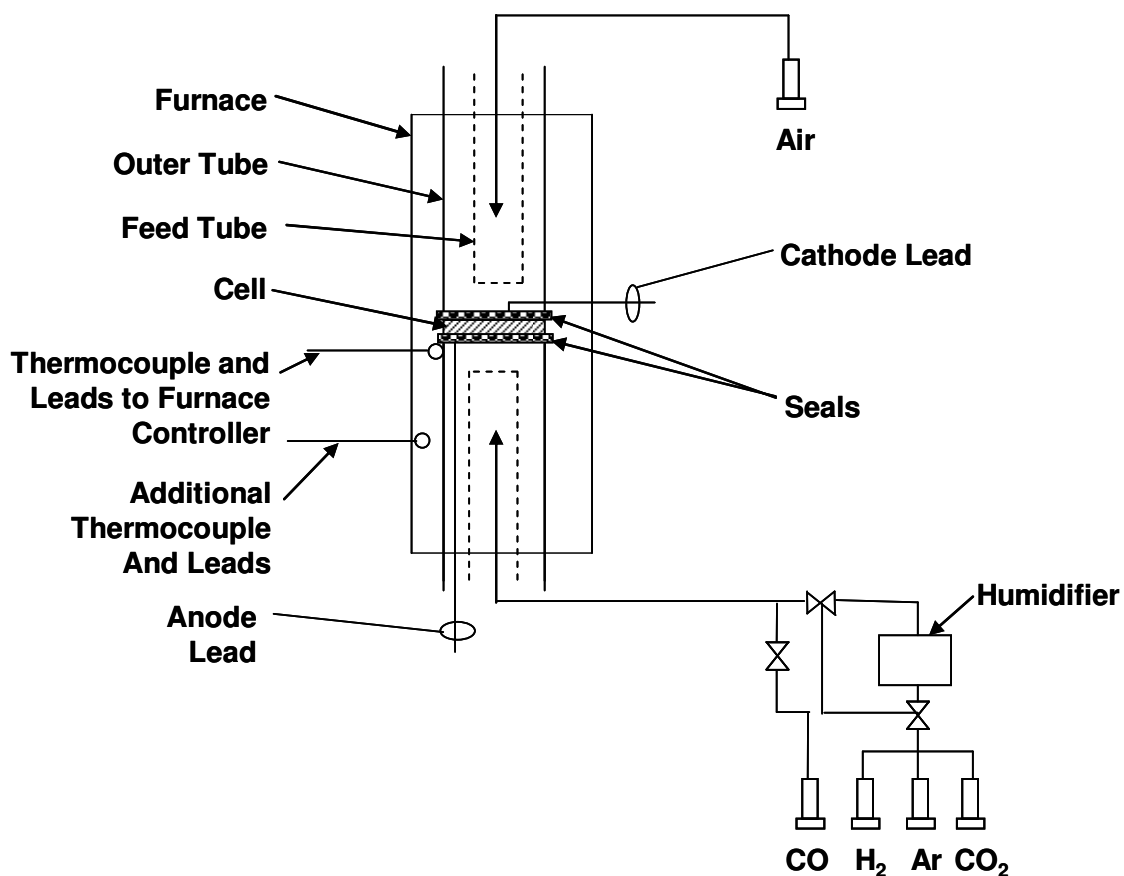 Furnace
Outer Tube
Feed Tube
Cell
Thermocouple and
Leads to Furnace
Controller
Additional
Thermocouple
And Leads
Anode
Lead
Air
Cathode Lead
Seals
Humidifier
CO H₂ Ar CO₂